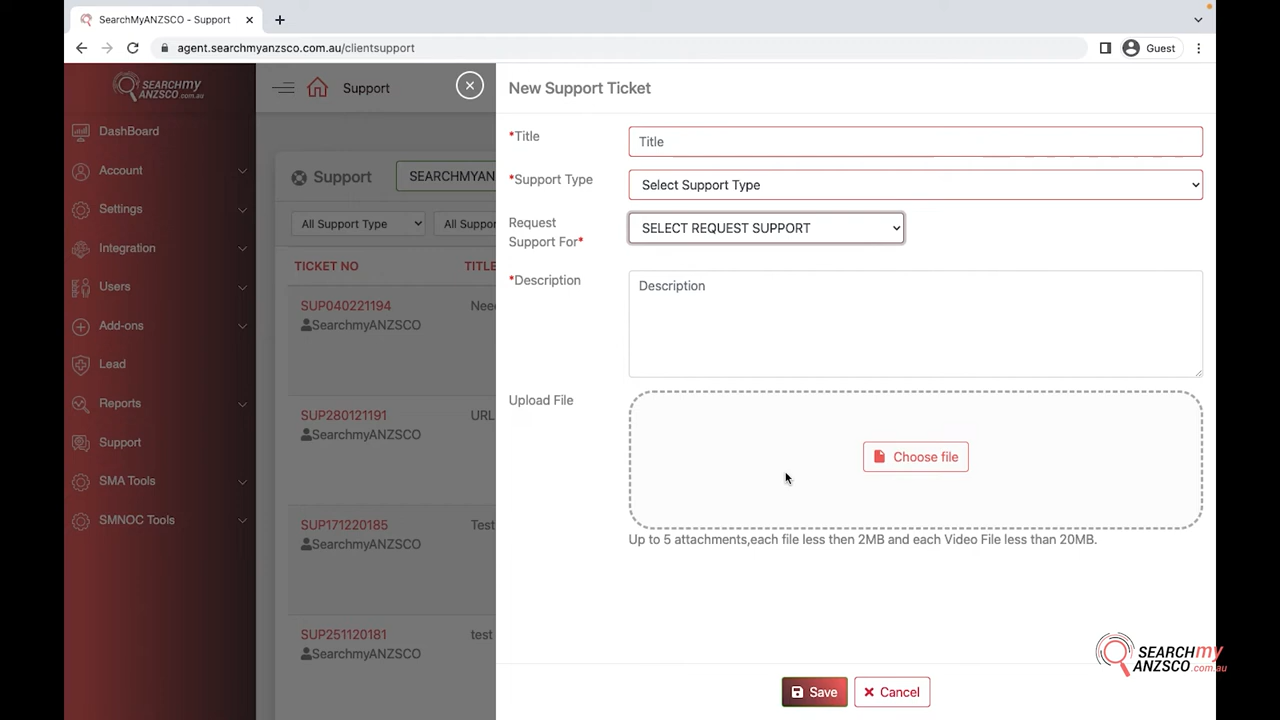 SearchMyANZSCO - Support
agent.searchmyanzsco.com.au/clientsupport
Guest
SEARCHmy
ANZSCO.com.au
DashBoard
Account
Settings
Integration
Users
Add-ons
Lead
Reports
Support
SMA Tools
SMNOC Tools
Support
Support
SEARCHMYAN
All Support Type
All Suppor
TICKET NO
TITLE
SUP040221194
Nee
SearchmyANZSCO
SUP280121191
URL
SearchmyANZSCO
SUP171220185
Test
SearchmyANZSCO
SUP251120181
test
SearchmyANZSCO
New Support Ticket
*Title
Title
*Support Type
Select Support Type
Request
Support For*
SELECT REQUEST SUPPORT
*Description
Description
Upload File
Choose file
Up to 5 attachments,each file less then 2MB and each Video File less than 20MB.
Save
Cancel
SEARCHmy
ANZSCO.com.au